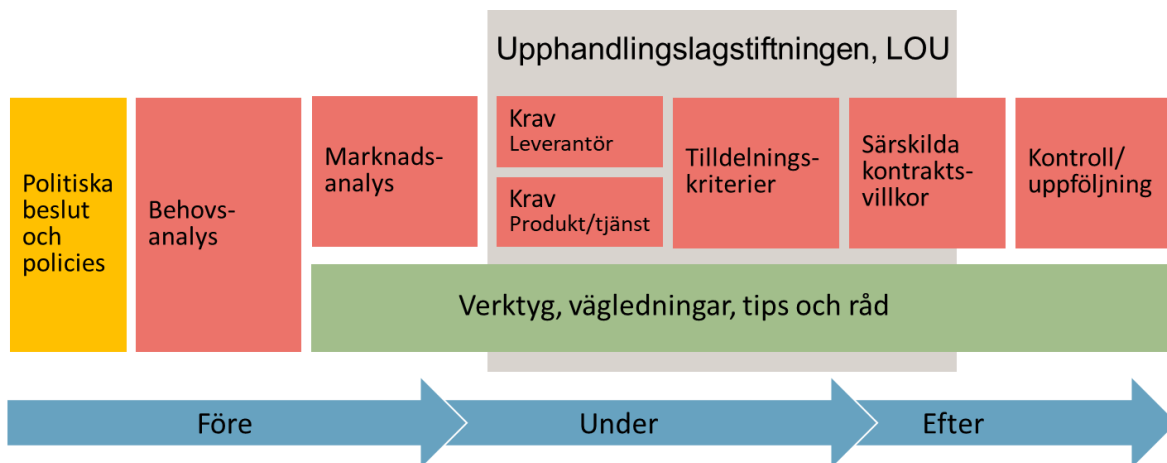 Upphandlingslagstiftningen, LOU
Politiska
beslut
och
policies
Behovs-
analys
Marknads-
analys
Krav
Leverantör
Krav
Produkt/tjänst
Tilldelnings-
kriterier
Särskilda
kontrakts-
villkor
Kontroll/
uppföljning
Verktyg, vägledningar, tips och råd
Före
Under
Efter